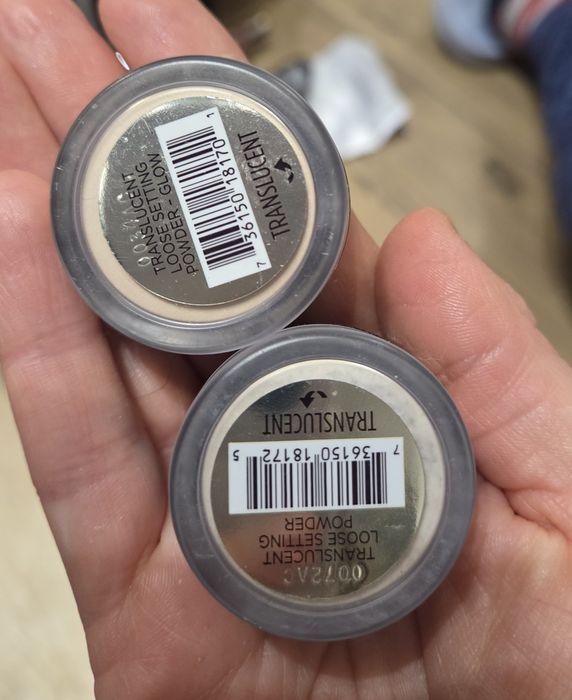 TRANSLUCENT
LOOSE SETTING
POWDER - GLOW
7 36150 18170 1
TRANSLUCENT
TRANSLUCENT
7 36150 18172 5
TRANSLUCENT
LOOSE SETTING
POWDER
0072AC